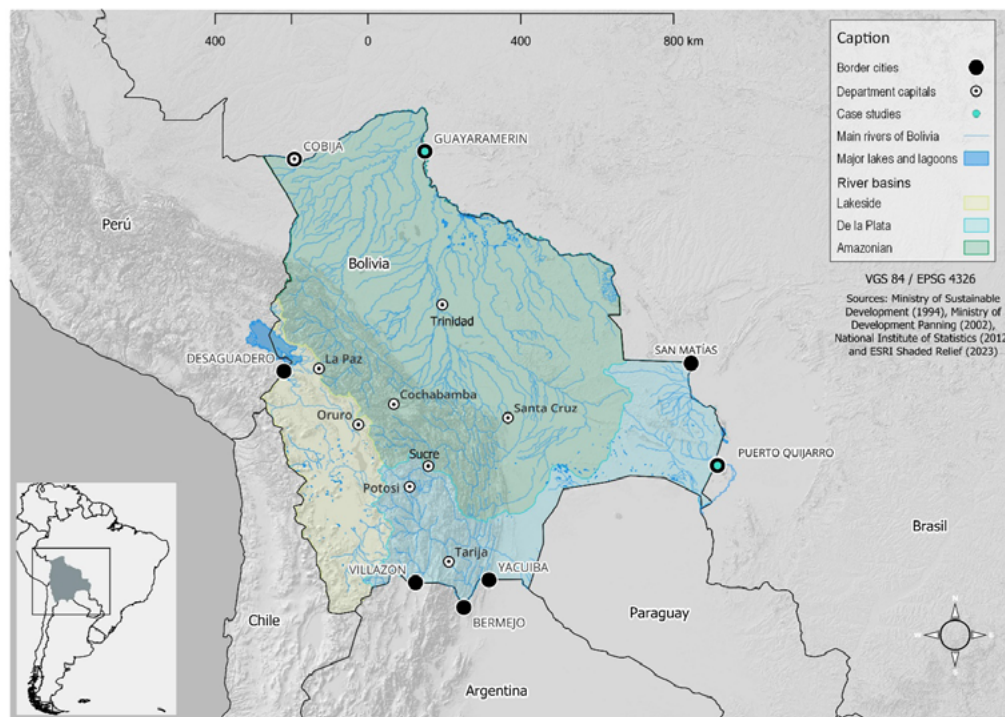 400
0
400
800 km
Caption
Border cities
Department capitals
Case studies
Main rivers of Bolivia
Major lakes and lagoons
River basins
Lakeside
De la Plata
Amazonian
VGS 84 / EPSG 4326
Sources: Ministry of Sustainable
Development (1994), Ministry of
Development Panning (2002),
National Institute of Statistics (2012
and ESRI Shaded Relief (2023)
COBIJA
GUAYARAMERIN
Perú
Bolivia
Trinidad
DESAGUADERO
La Paz
SAN MATÍAS
Cochabamba
Oruro
Santa Cruz
Sucre
PUERTO QUIJARRO
Potosi
Brasil
Tarija
VILLAZÓN
YACUIBA
BERMEJO
Chile
Paraguay
Argentina
N